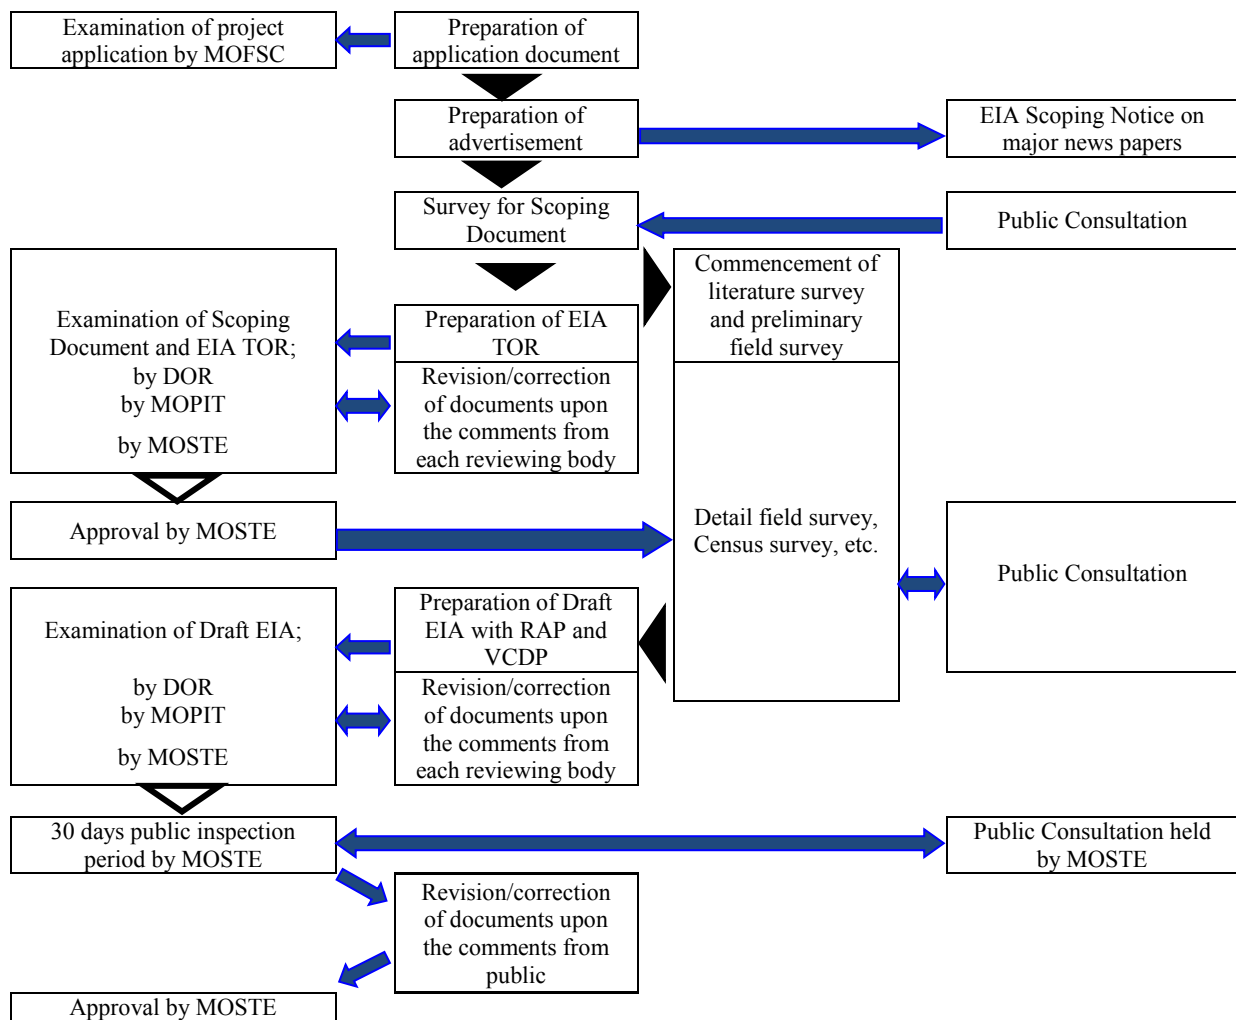 Examination of project
application by MOFSC
Preparation of
application document
Preparation of
advertisement
EIA Scoping Notice on
major news papers
Survey for Scoping
Document
Public Consultation
Commencement of
literature survey
and preliminary
field survey
Examination of Scoping
Document and EIA TOR;
by DOR
by MOPIT
by MOSTE
Preparation of EIA
TOR
Revision/correction
of documents upon
the comments from
each reviewing body
Approval by MOSTE
Detail field survey,
Census survey, etc.
Public Consultation
Examination of Draft EIA;
by DOR
by MOPIT
by MOSTE
Preparation of Draft
EIA with RAP and
VCDP
Revision/correction
of documents upon
the comments from
each reviewing body
30 days public inspection
period by MOSTE
Public Consultation held
by MOSTE
Revision/correction
of documents upon
the comments from
public
Approval by MOSTE